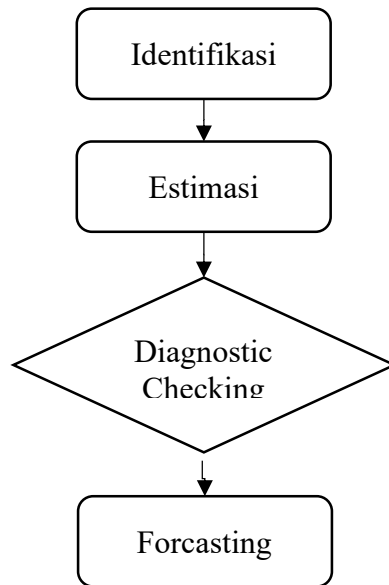 Identifikasi
Estimasi
Diagnostic
Checking
Forcasting